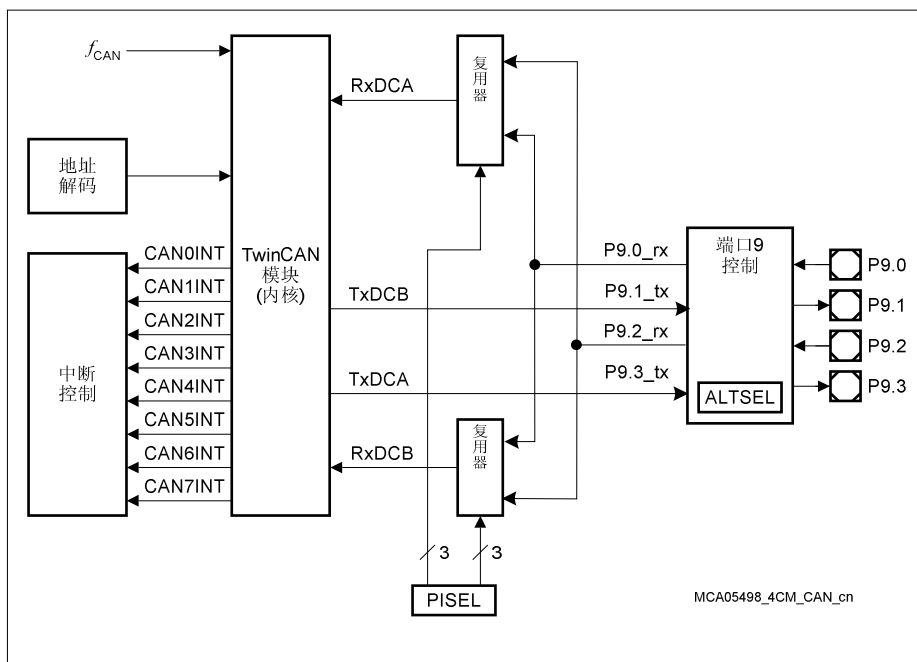 fCAN
复用器
RxDCA
地址
解码
CAN0INT
CAN1INT
CAN2INT
CAN3INT
CAN4INT
CAN5INT
CAN6INT
CAN7INT
中断
控制
TwinCAN
模块
(内核)
TxDCB
TxDCA
RxDCB
P9.0_rx
P9.1_tx
P9.2_rx
P9.3_tx
端口9
控制
ALTSEL
P9.0
P9.1
P9.2
P9.3
复用器
3
3
PISEL
MCA05498_4CM_CAN_cn